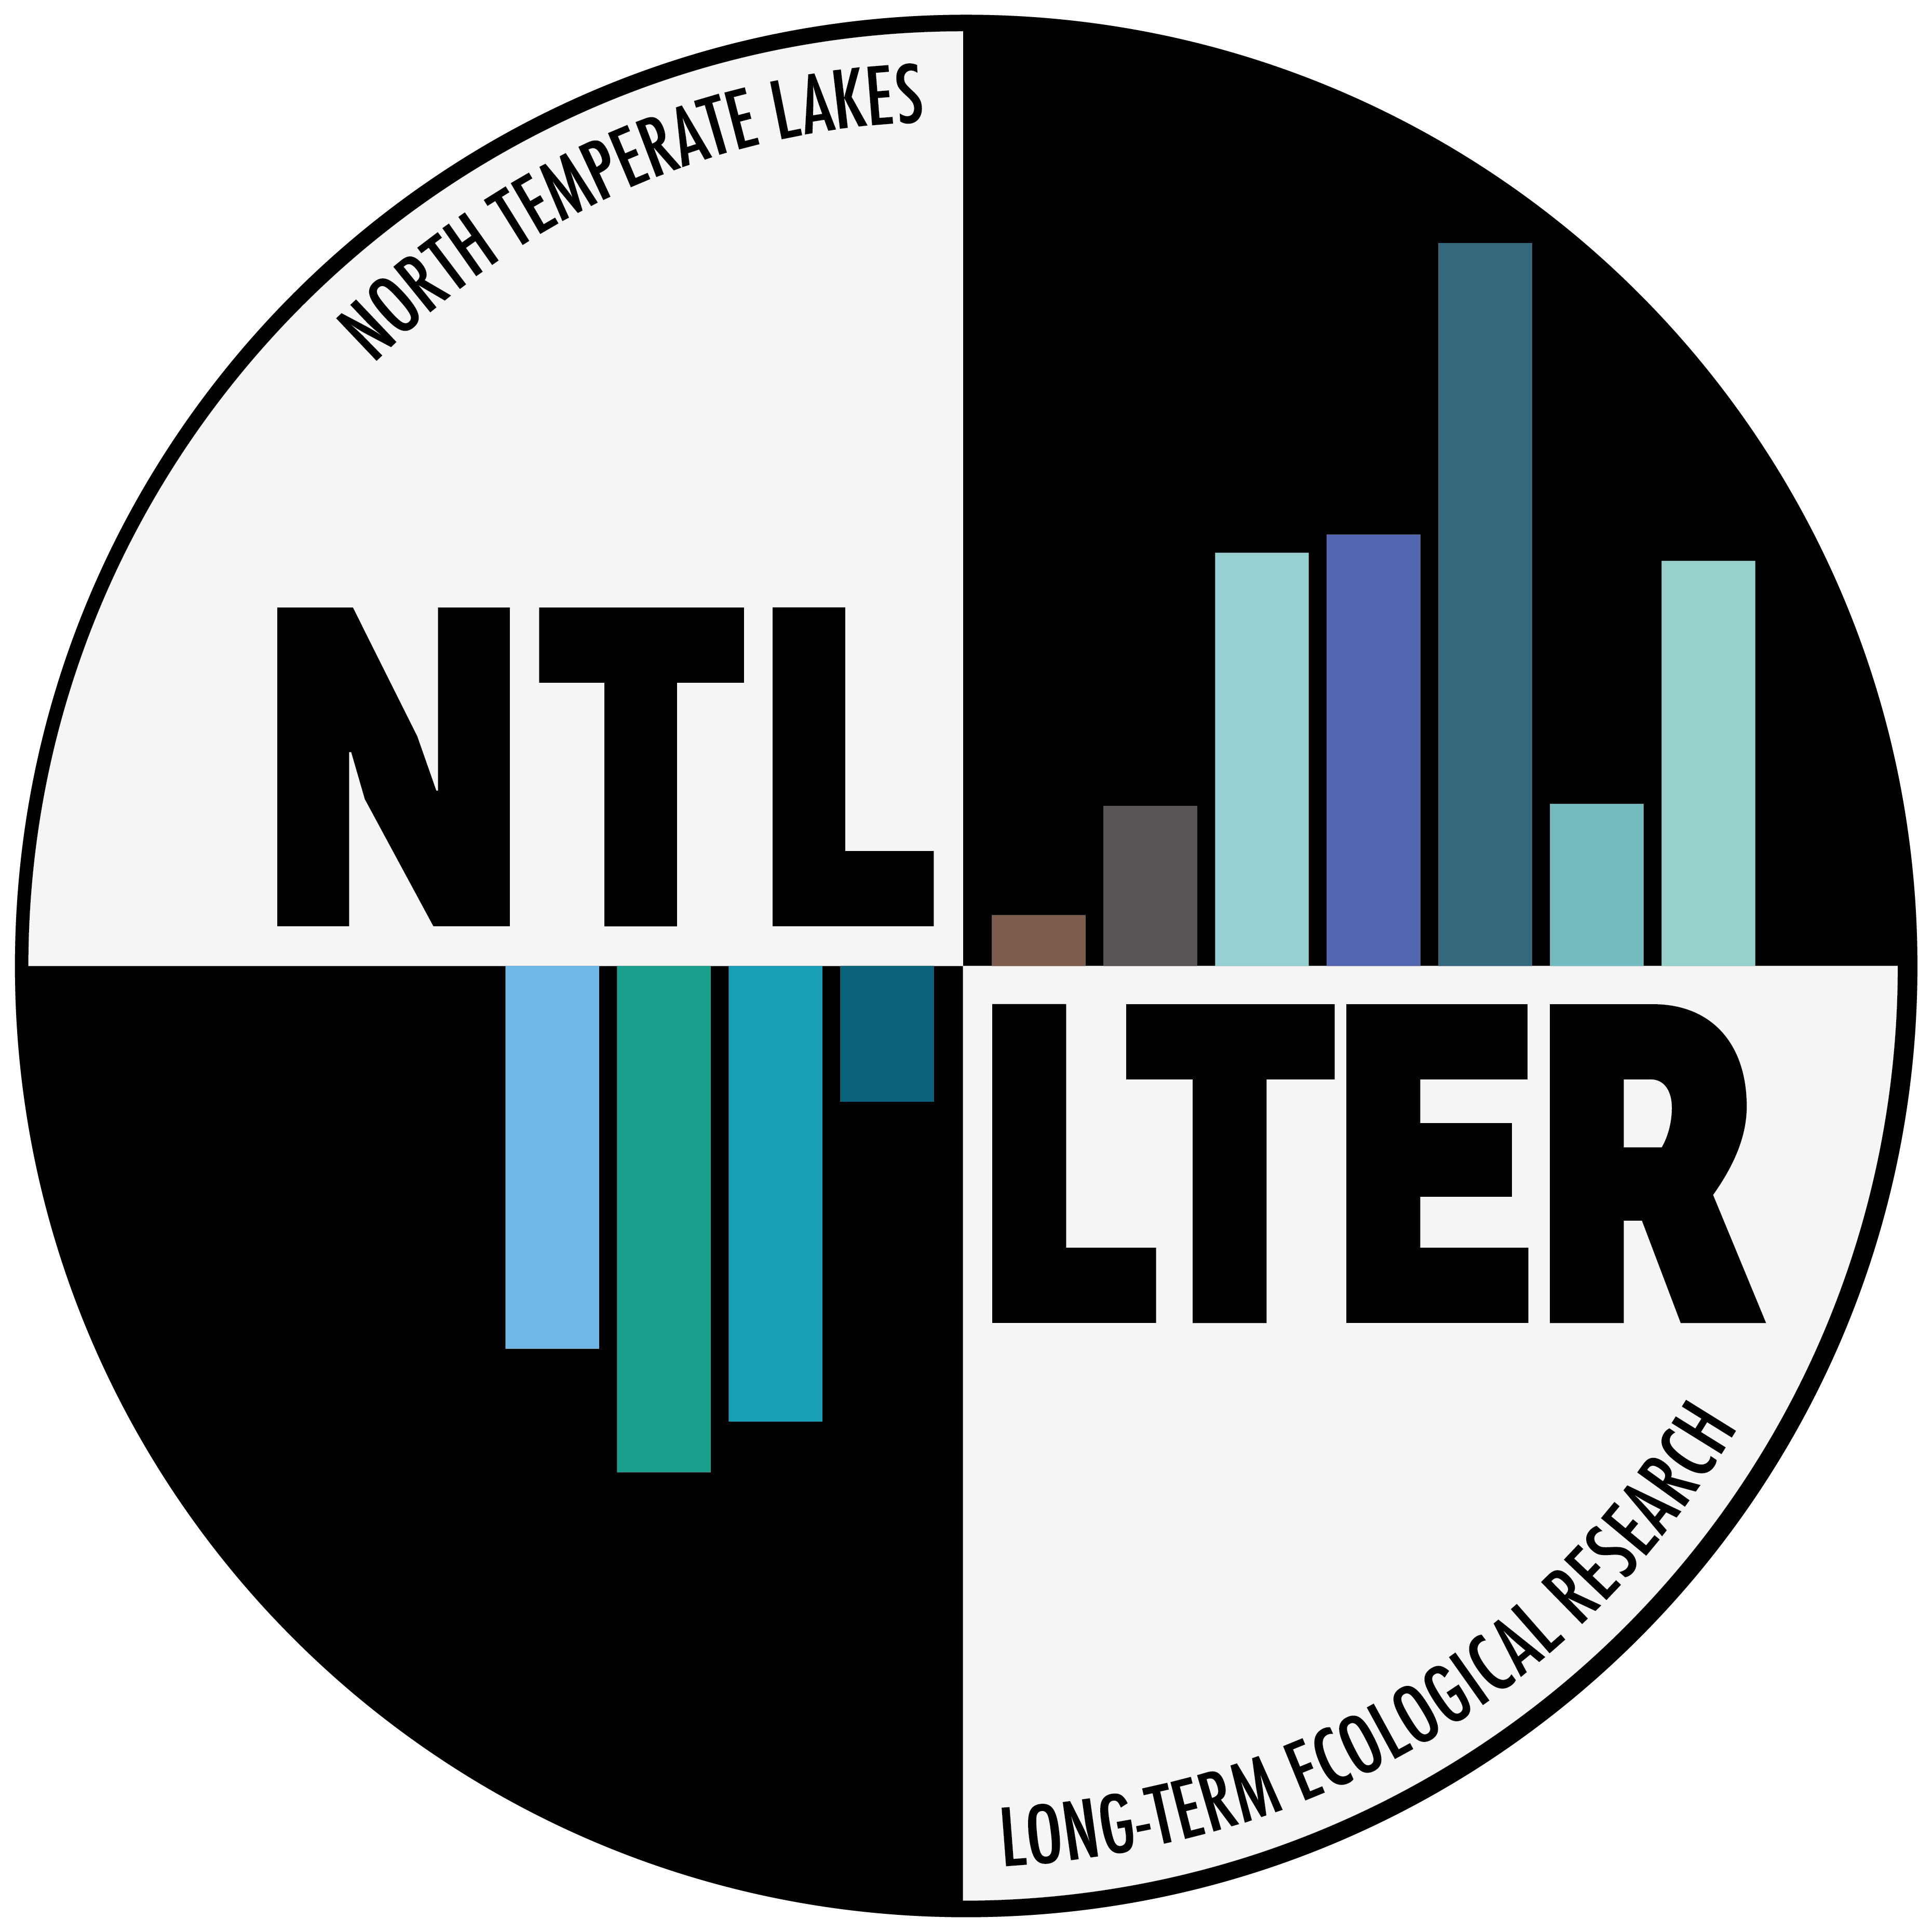 NORTH TEMPERATE LAKES
NTL
LTER
LONG-TERM ECOLOGICAL RESEARCH